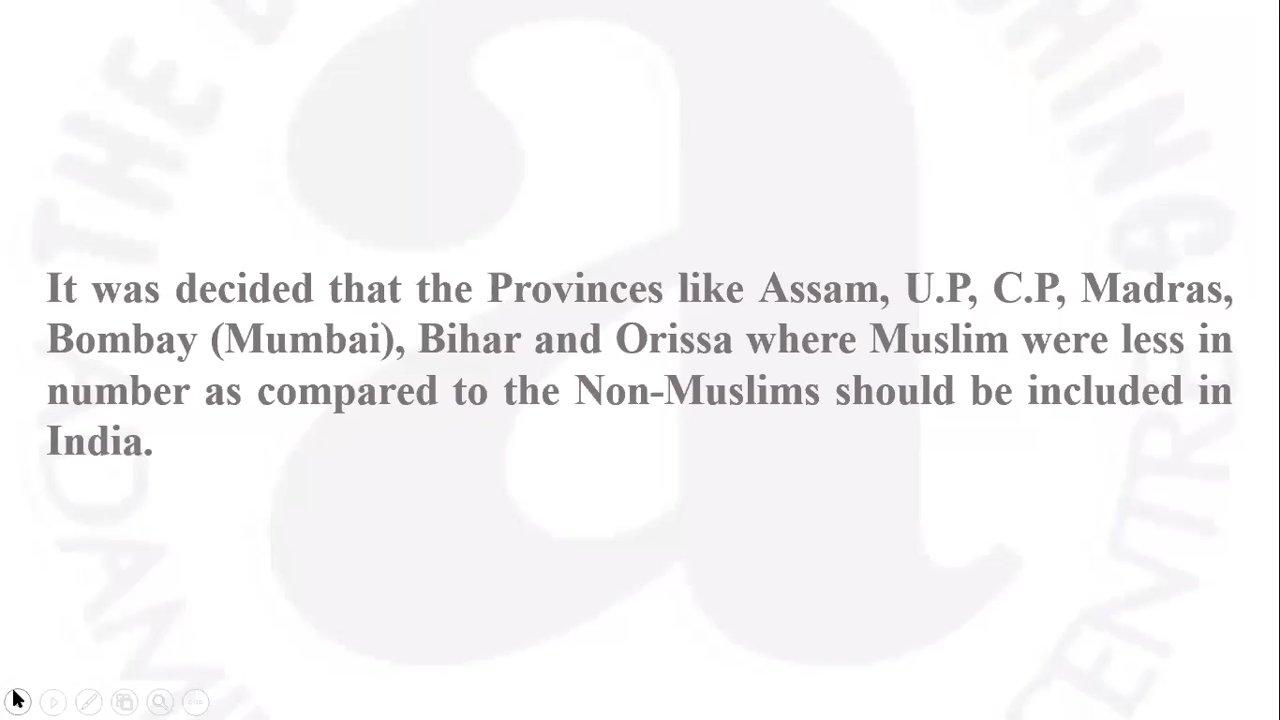 It was decided that the Provinces like Assam, U.P, C.P, Madras,
Bombay (Mumbai), Bihar and Orissa where Muslim were less in
number as compared to the Non-Muslims should be included in
India.